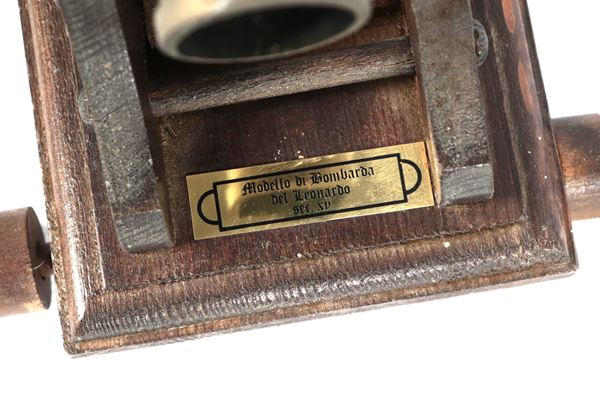 Modello di Bombarda
del Leonardo
sec. xv